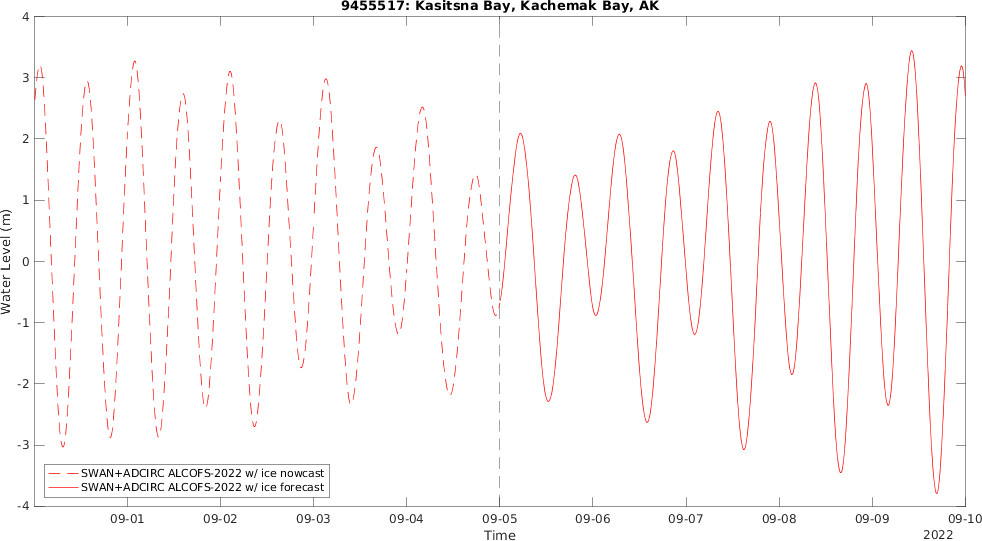 9455517: Kasitsna Bay, Kachemak Bay, AK
4
3
2
1
0
-1
-2
-3
-4
Water Level (m)
SWAN+ADCIRC ALCOFS-2022 w/ ice nowcast
SWAN+ADCIRC ALCOFS-2022 w/ ice forecast
09-01 09-02 09-03 09-04 09-05 09-06 09-07 09-08 09-09 09-10
Time
2022